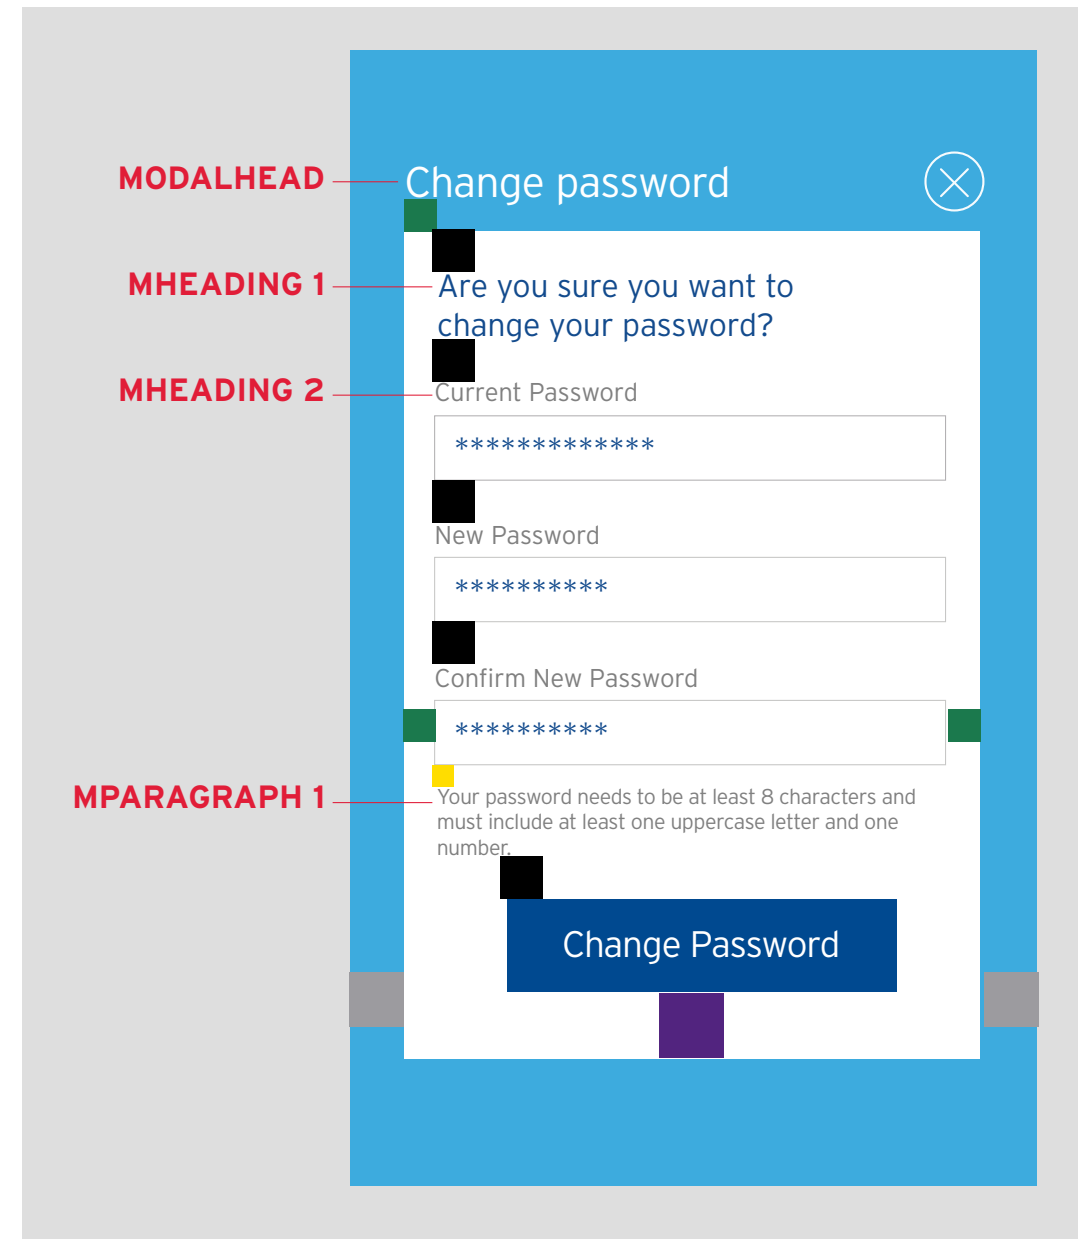 MODALHEAD
Change password
MHEADING 1
Are you sure you want to
change your password?
MHEADING 2
Current Password
*************
New Password
**********
Confirm New Password
**********
MPARAGRAPH 1
Your password needs to be at least 8 characters and
must include at least one uppercase letter and one
number.
Change Password